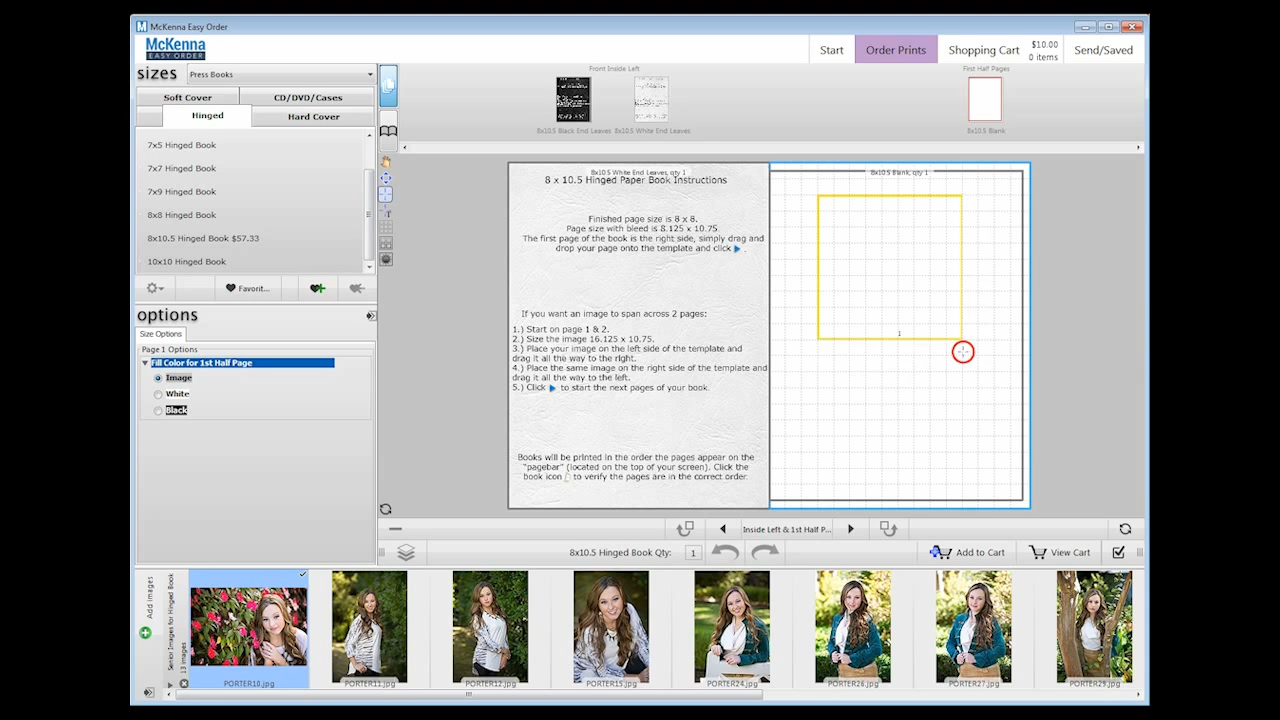 McKenna Easy Order
McKenna
EASY ORDER
Start
Order Prints
Shopping Cart
$10.00
0 items
Send/Saved
sizes
Press Books
Soft Cover
CD/DVD/Cases
Hinged
Hard Cover
7x5 Hinged Book
7x7 Hinged Book
7x9 Hinged Book
8x8 Hinged Book
8x10.5 Hinged Book $57.33
10x10 Hinged Book
Favorit...
options
Size Options
Page 1 Options
Fill Color for 1st Half Page
Image
White
Black
Front Inside Left
First Half Pages
8x10.5 Black End Leaves
8x10.5 White End Leaves
8x10.5 Blank
8x10.5 White End Leaves, qty 1
8 x 10.5 Hinged Paper Book Instructions
Finished page size is 8 x 8.
Page size with bleed is 8.125 x 10.75.
The first page of the book is the right side, simply drag and
drop your page onto the template and click .
If you want an image to span across 2 pages:
1.) Start on page 1 & 2.
2.) Size the image 16.125 x 10.75.
3.) Place your image on the left side of the template and
drag it all the way to the right.
4.) Place the same image on the right side of the template and
drag it all the way to the left.
5.) Click to start the next pages of your book.
Books will be printed in the order the pages appear on the
"pagebar" (located on the top of your screen). Click the
book icon to verify the pages are in the correct order.
8x10.5 Blank, qty 1
1
Inside Left & 1st Half P...
8x10.5 Hinged Book Qty: 1
Add to Cart
View Cart
Add images
Senior Images for Hinged Book
13 images
PORTER10.jpg
PORTER11.jpg
PORTER12.jpg
PORTER15.jpg
PORTER24.jpg
PORTER26.jpg
PORTER27.jpg
PORTER29.jpg